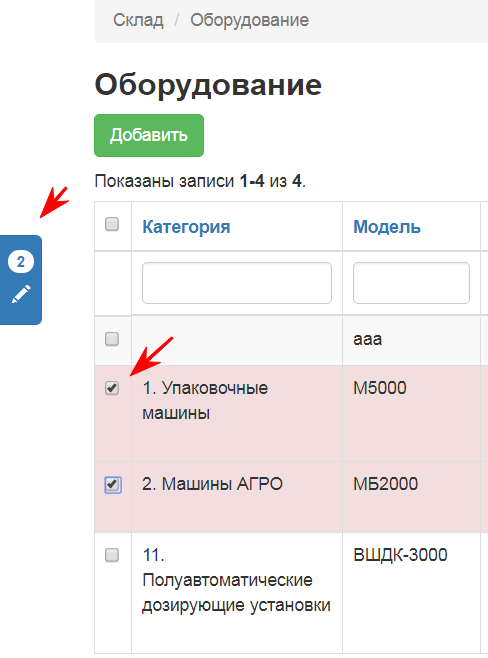 Склад / Оборудование
Оборудование
Добавить
Показаны записи 1-4 из 4.
2
Категория Модель
ааа
1. Упаковочные
машины
М5000
2. Машины АГРО МБ2000
11.
Полуавтоматические
дозирующие установки
ВШДК-3000